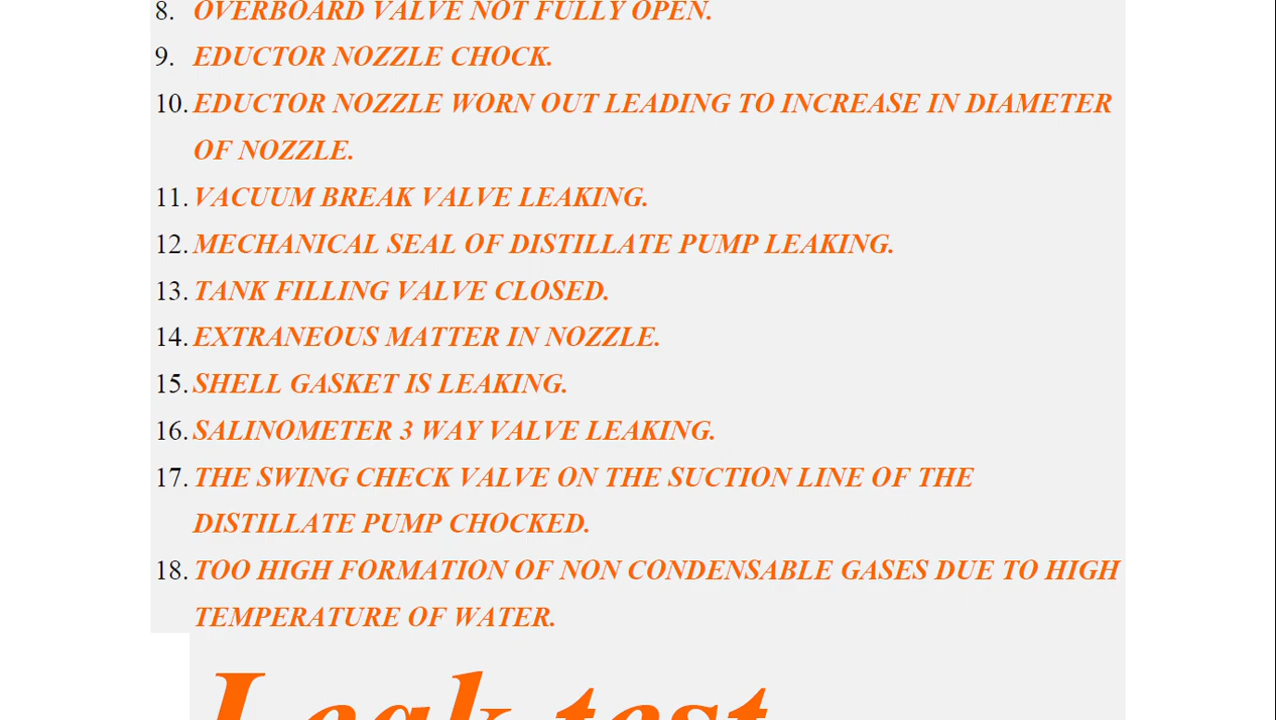 8. OVERBOARD VALVE NOT FULLY OPEN.
9. EDUCTOR NOZZLE CHOCK.
10. EDUCTOR NOZZLE WORN OUT LEADING TO INCREASE IN DIAMETER
OF NOZZLE.
11. VACUUM BREAK VALVE LEAKING.
12. MECHANICAL SEAL OF DISTILLATE PUMP LEAKING.
13. TANK FILLING VALVE CLOSED.
14. EXTRANEOUS MATTER IN NOZZLE.
15. SHELL GASKET IS LEAKING.
16. SALINOMETER 3 WAY VALVE LEAKING.
17. THE SWING CHECK VALVE ON THE SUCTION LINE OF THE
DISTILLATE PUMP CHOCKED.
18. TOO HIGH FORMATION OF NON CONDENSABLE GASES DUE TO HIGH
TEMPERATURE OF WATER.
Leak test